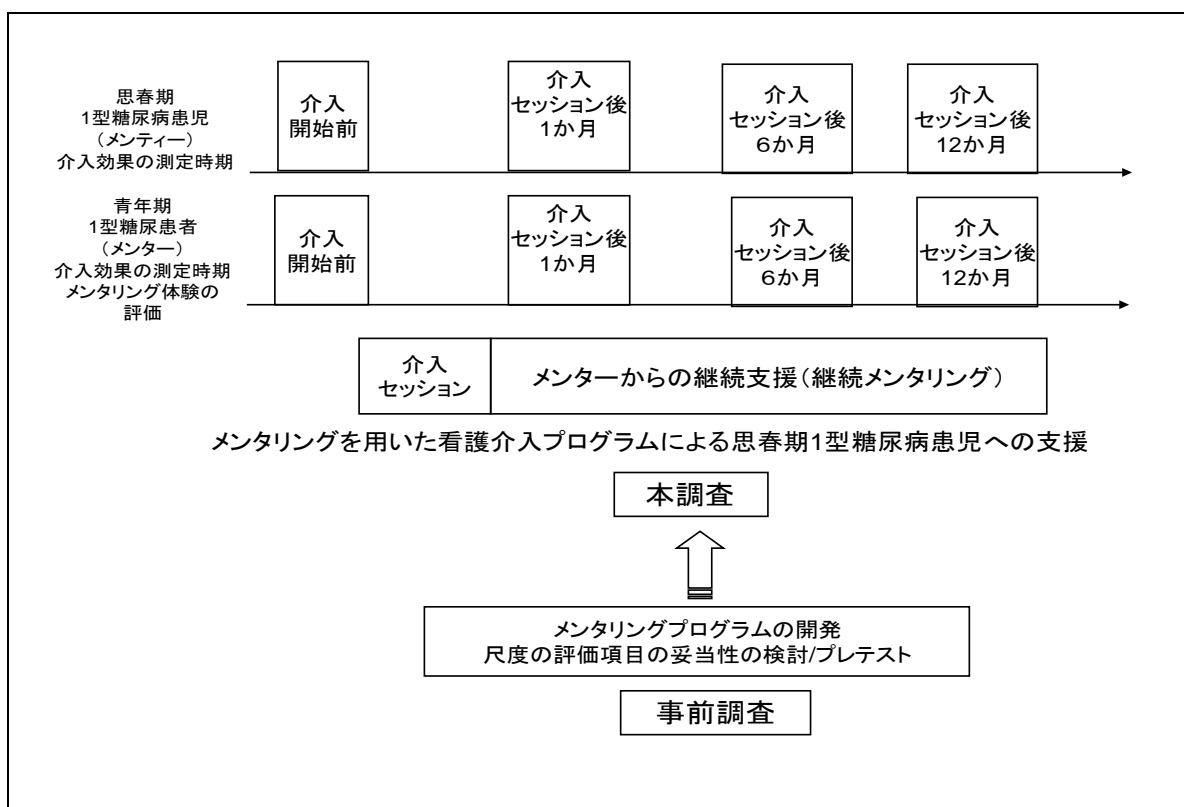 思春期
1型糖尿病患児
(メンティー)
介入効果の測定時期
介入
開始前
介入
セッション後
1か月
介入
セッション後
6か月
介入
セッション後
12か月
青年期
1型糖尿患者
(メンター)
介入効果の測定時期
メンタリング体験の
評価
介入
開始前
介入
セッション後
1か月
介入
セッション後
６か月
介入
セッション後
12か月
介入
セッション
メンターからの継続支援(継続メンタリング)
メンタリングを用いた看護介入プログラムによる思春期1型糖尿病患児への支援
本調査
メンタリングプログラムの開発
尺度の評価項目の妥当性の検討/プレテスト
事前調査